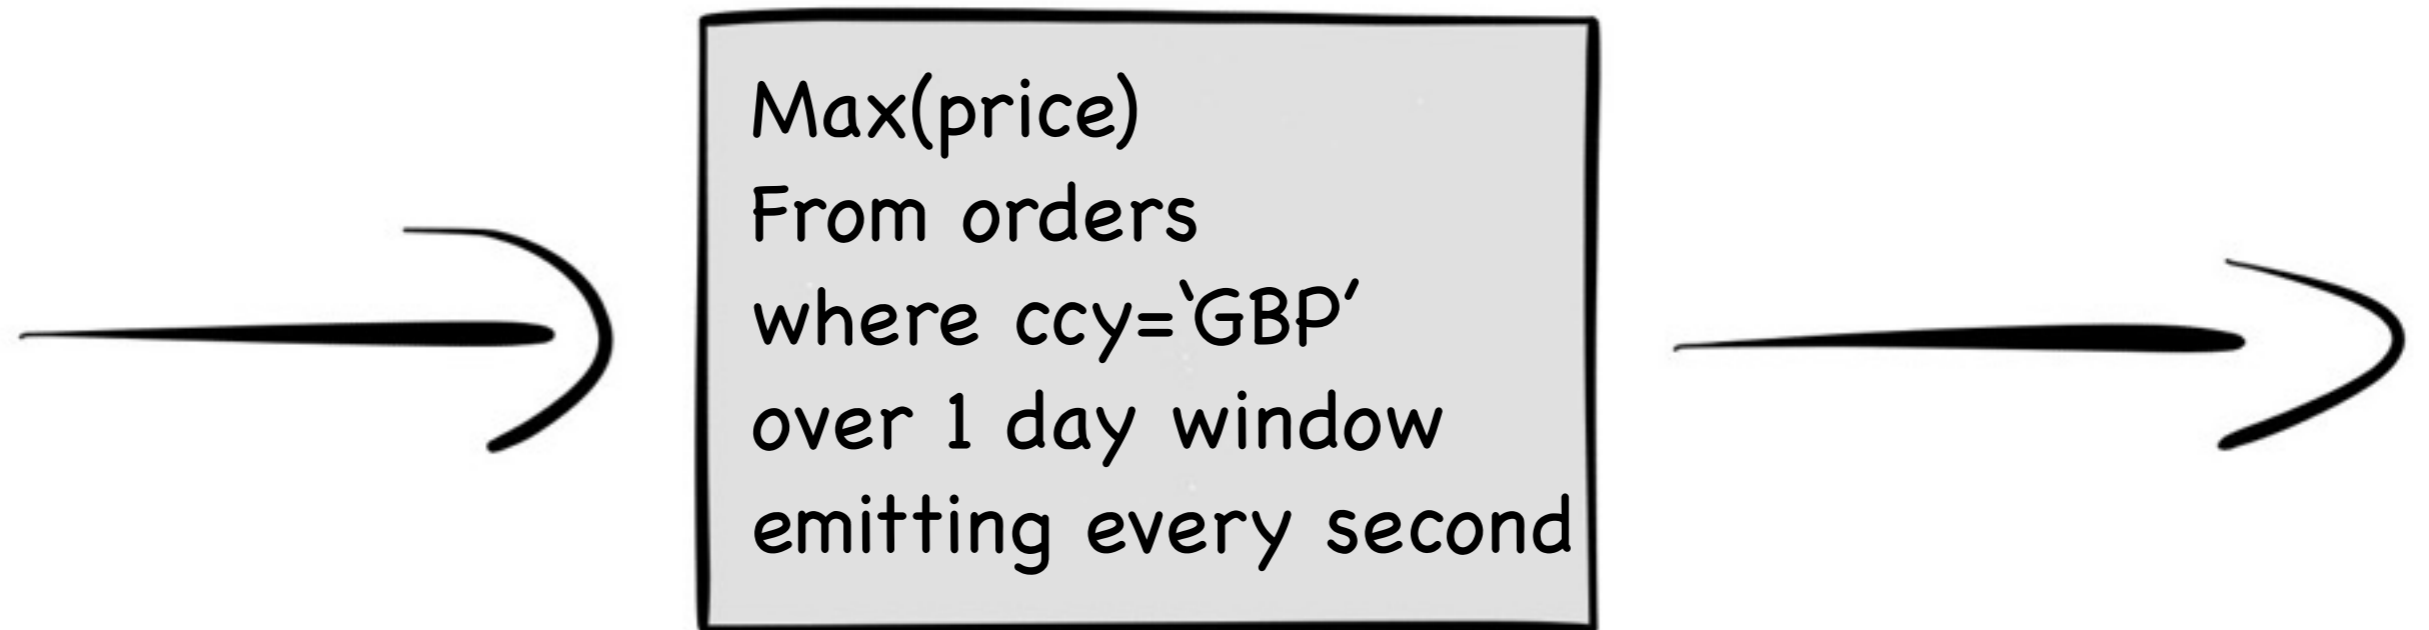 Max(price)
From orders
where ccy=‘GBP’
over 1 day window
emitting every second